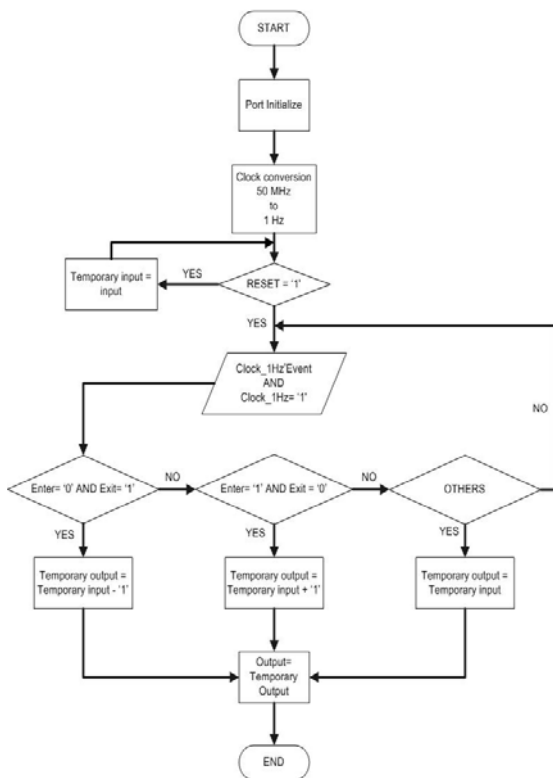 START
Port Initialize
Clock conversion
50 MHz
to
1 Hz
Temporary input =
input
YES
RESET = '1'
YES
Clock_1Hz'Event
AND
Clock_1Hz= '1'
NO
Enter= '0' AND Exit= '1'
NO
Enter= '1' AND Exit = '0'
NO
OTHERS
YES
YES
YES
Temporary output =
Temporary input - '1'
Temporary output =
Temporary input + '1'
Temporary output =
Temporary input
Output=
Temporary
Output
END